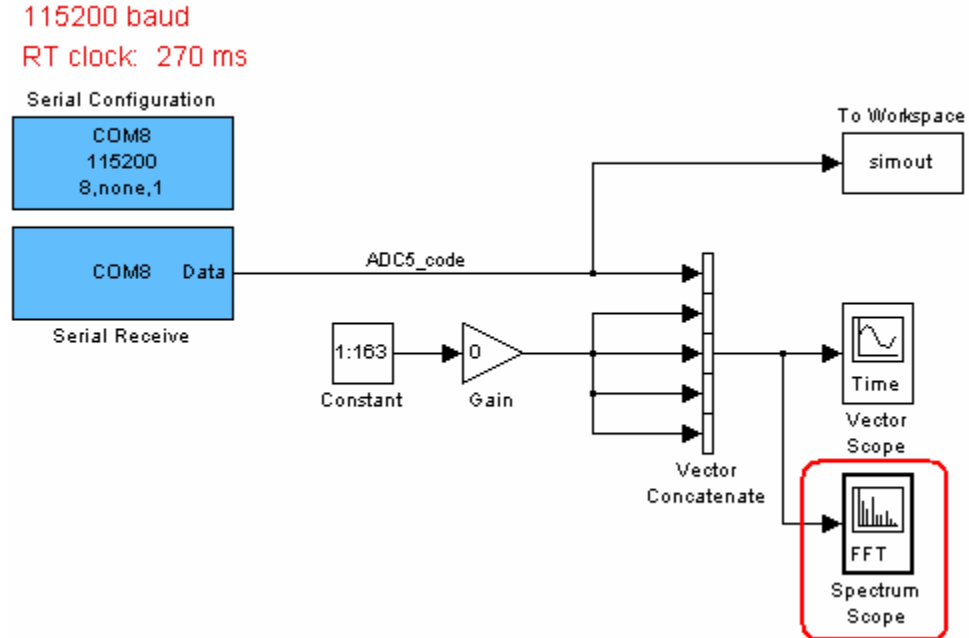 115200 baud
RT clock:  270 ms
Serial Configuration
COM8
115200
8,none,1
To Workspace
simout
COM8 Data
Serial Receive
ADC5_code
1:163
Constant
0
Gain
Vector
Concatenate
Time
Vector
Scope
FFT
Spectrum
Scope